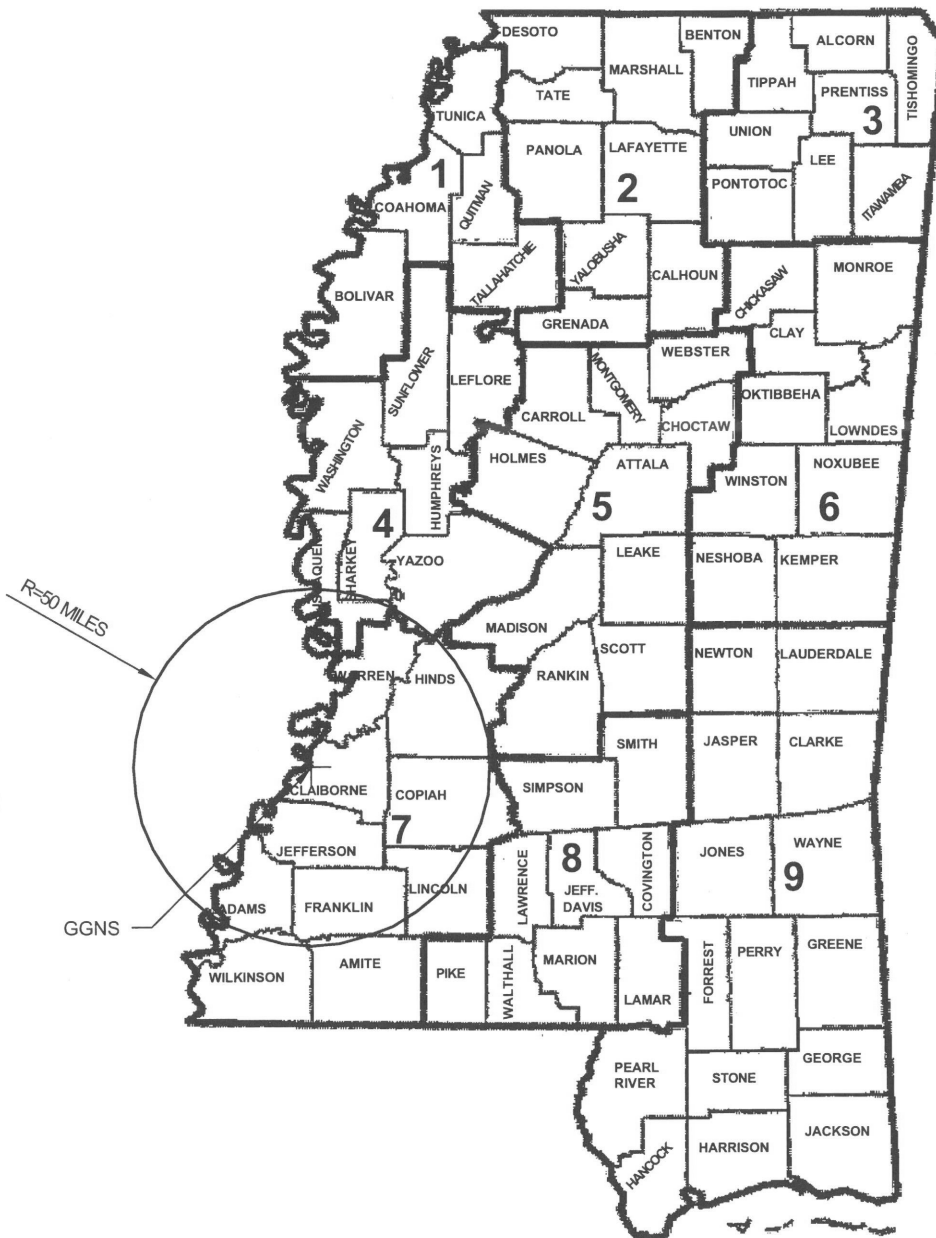 DESOTO
BENTON
ALCORN
TISHOMINGO
MARSHALL
TIPPAH
TATE
PRENTISS
TUNICA
3
UNION
PANOLA
LAFAYETTE
LEE
1
2
PONTOTOC
ITAWAMBA
COAHOMA
QUITMAN
YALOBUSHA
TALLAHATCHIE
CALHOUN
CHICKASAW
MONROE
BOLIVAR
GRENADA
CLAY
WEBSTER
SUNFLOWER
LEFLORE
MONTGOMERY
OKTIBBEHA
CARROLL
CHOCTAW
LOWNDES
WASHINGTON
HUMPHREYS
HOLMES
ATTALA
NOXUBEE
WINSTON
4
5
6
SHARKEY
YAZOO
LEAKE
NESHOBA
KEMPER
R=50 MILES
MADISON
SCOTT
NEWTON
LAUDERDALE
WARREN
HINDS
RANKIN
SMITH
JASPER
CLARKE
CLAIBORNE
COPIAH
SIMPSON
7
JEFFERSON
JONES
WAYNE
8
9
LAWRENCE
JEFF.
DAVIS
COVINGTON
LINCOLN
ADAMS
FRANKLIN
GGNS
GREENE
PERRY
FORREST
MARION
WILKINSON
AMITE
PIKE
WALTHALL
LAMAR
GEORGE
PEARL
RIVER
STONE
JACKSON
HARRISON
HANCOCK